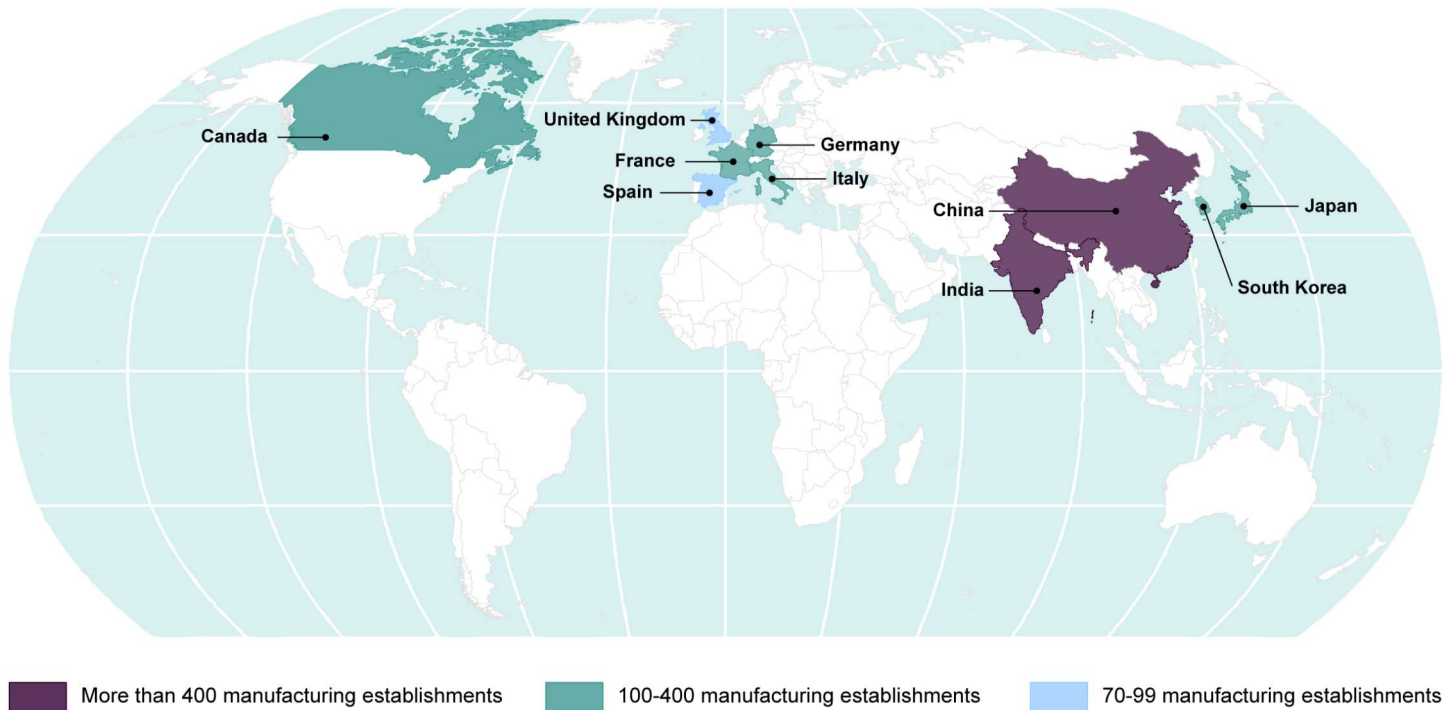 United Kingdom
Canada
Germany
France
Italy
Spain
China
Japan
India
South Korea
More than 400 manufacturing establishments
100-400 manufacturing establishments
70-99 manufacturing establishments